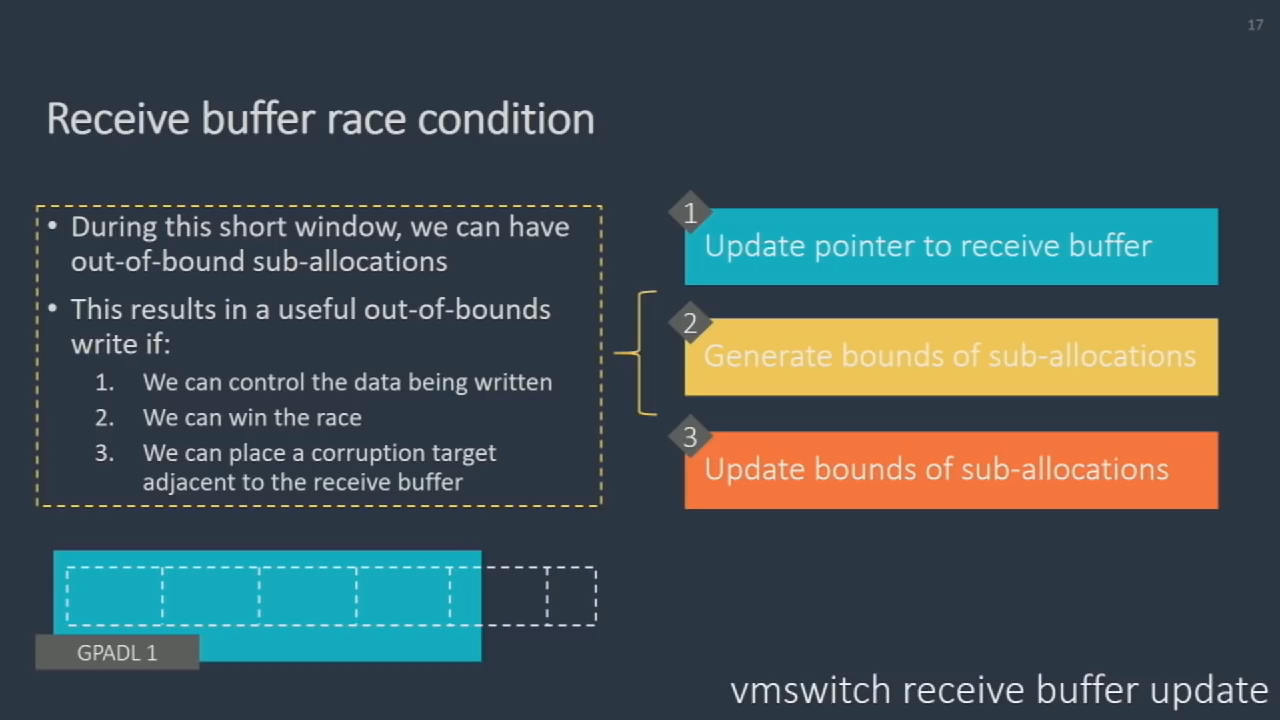 17
Receive buffer race condition
• During this short window, we can have
out-of-bound sub-allocations
• This results in a useful out-of-bounds
write if:
1. We can control the data being written
2. We can win the race
3. We can place a corruption target
adjacent to the receive buffer
1
Update pointer to receive buffer
2
Generate bounds of sub-allocations
3
Update bounds of sub-allocations
GPADL 1
vmswitch receive buffer update